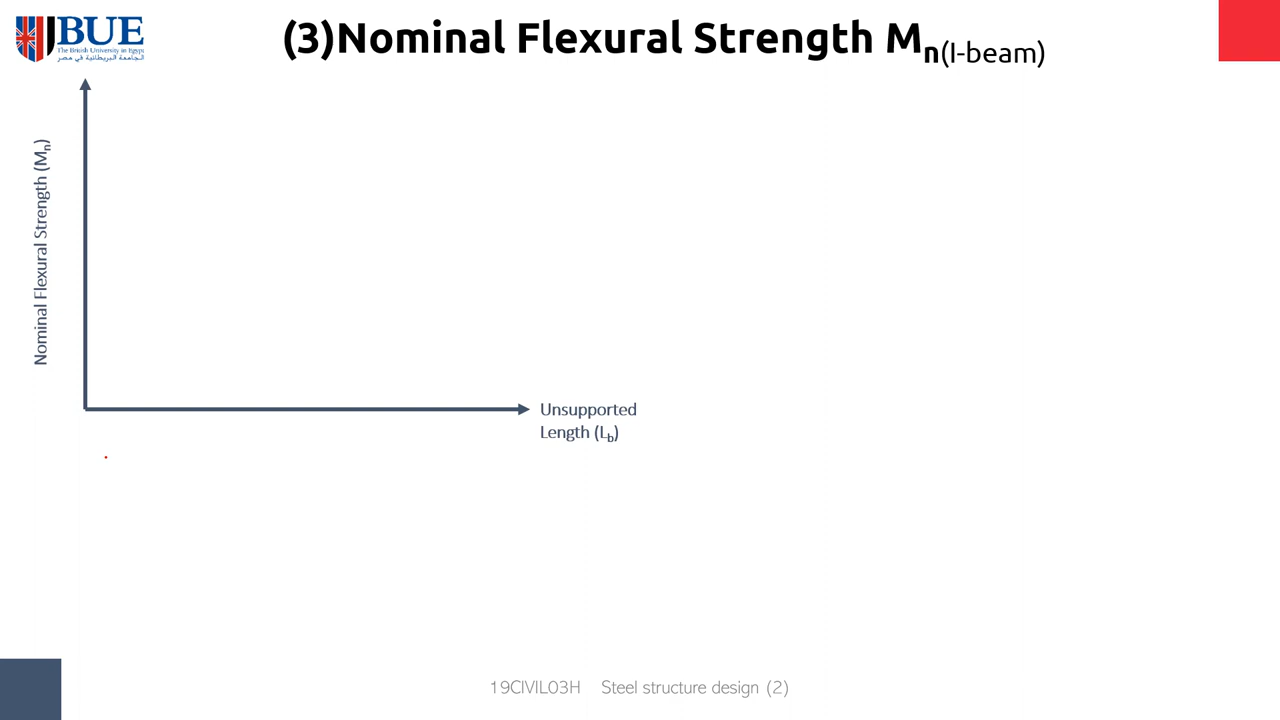 BUE
The British University in Egypt
الجامعة البريطانية في مصر
(3)Nominal Flexural Strength Mn(I-beam)
Nominal Flexural Strength (Mn)
Unsupported
Length (Lb)
19CIVIL03H Steel structure design (2)